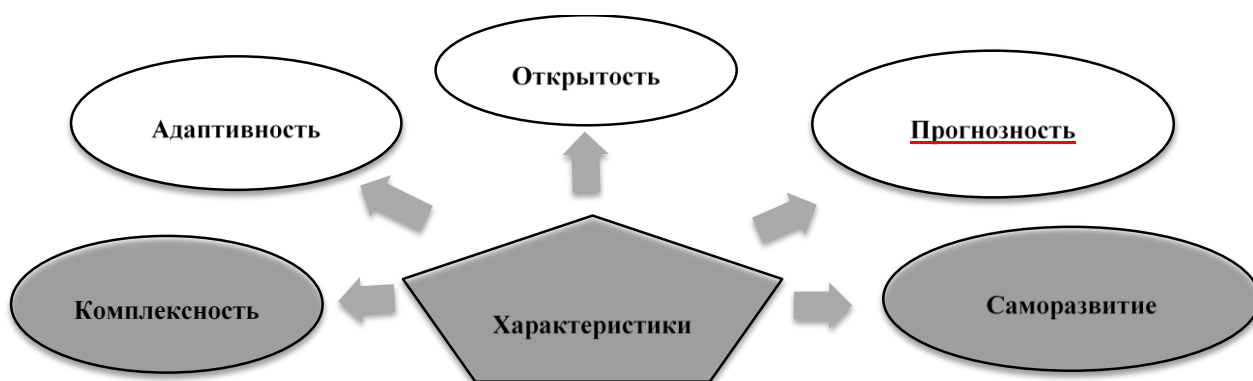 Открытость
Адаптивность
Прогнозность
Комплексность
Характеристики
Саморазвитие